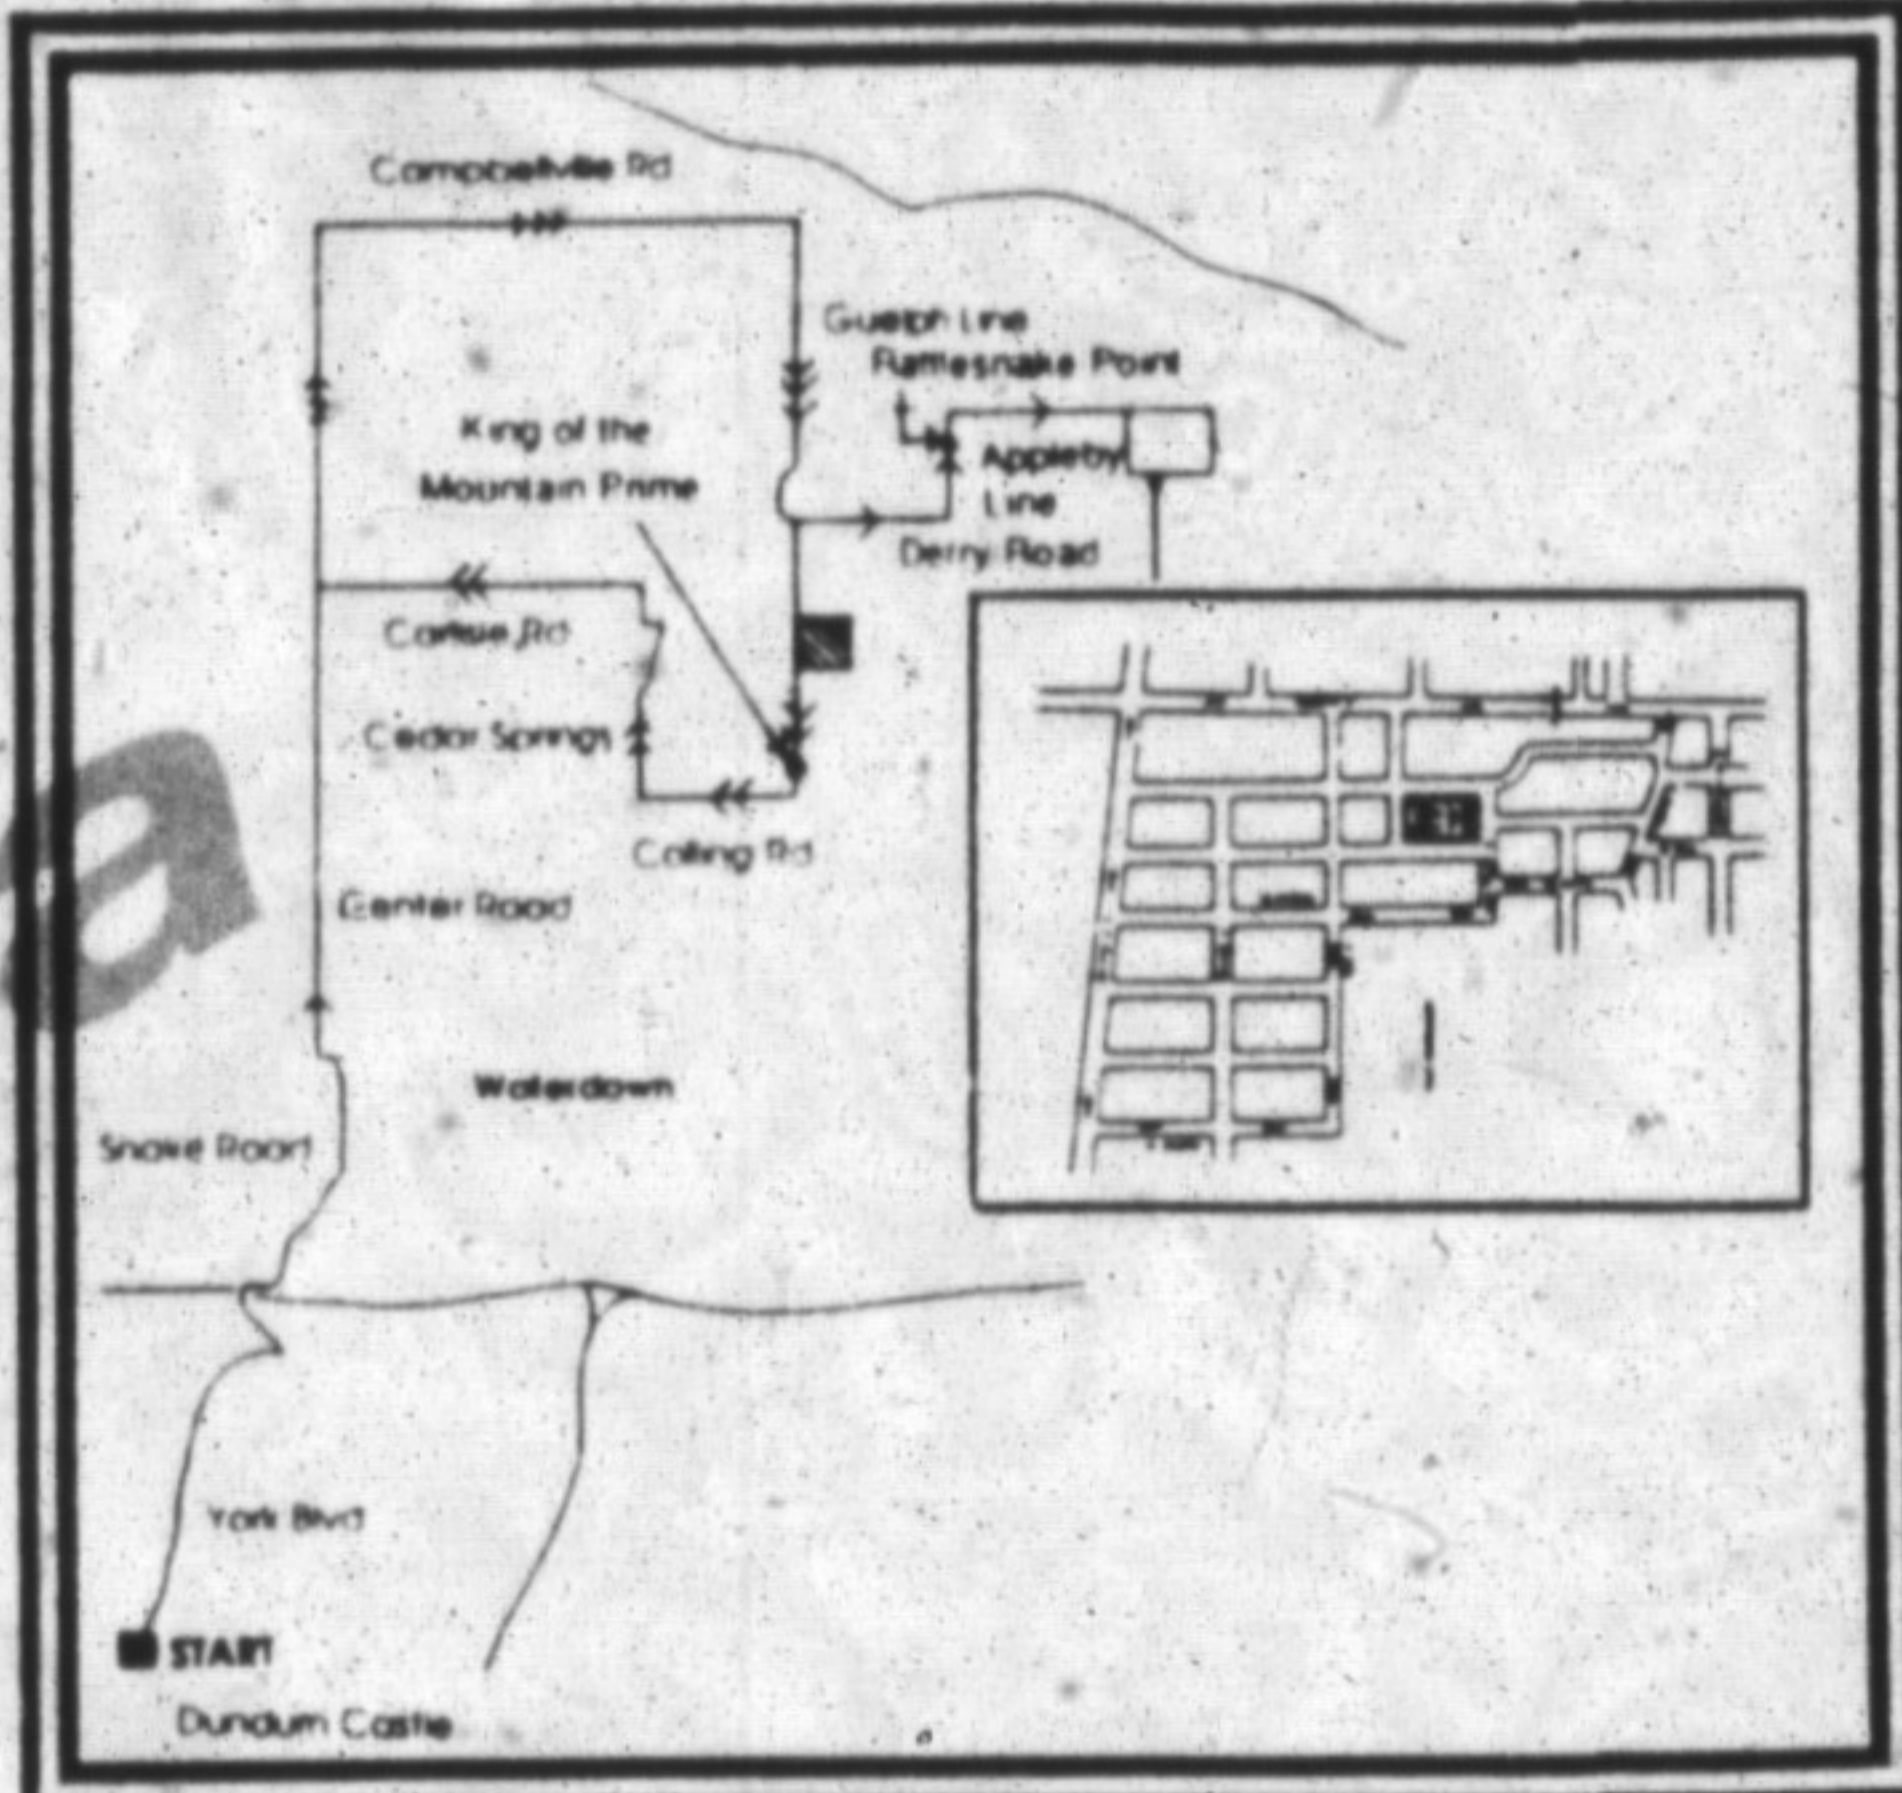 Campbellville Rd
Guelph Line
Rattlesnake Point
King of the
Mountain Prime
Appleby
Line
Derry Road
Carlisle Rd
Cedar Springs
Colling Rd
Center Road
a
Waterdown
Snake Road
York Blvd
START
Dundurn Castle